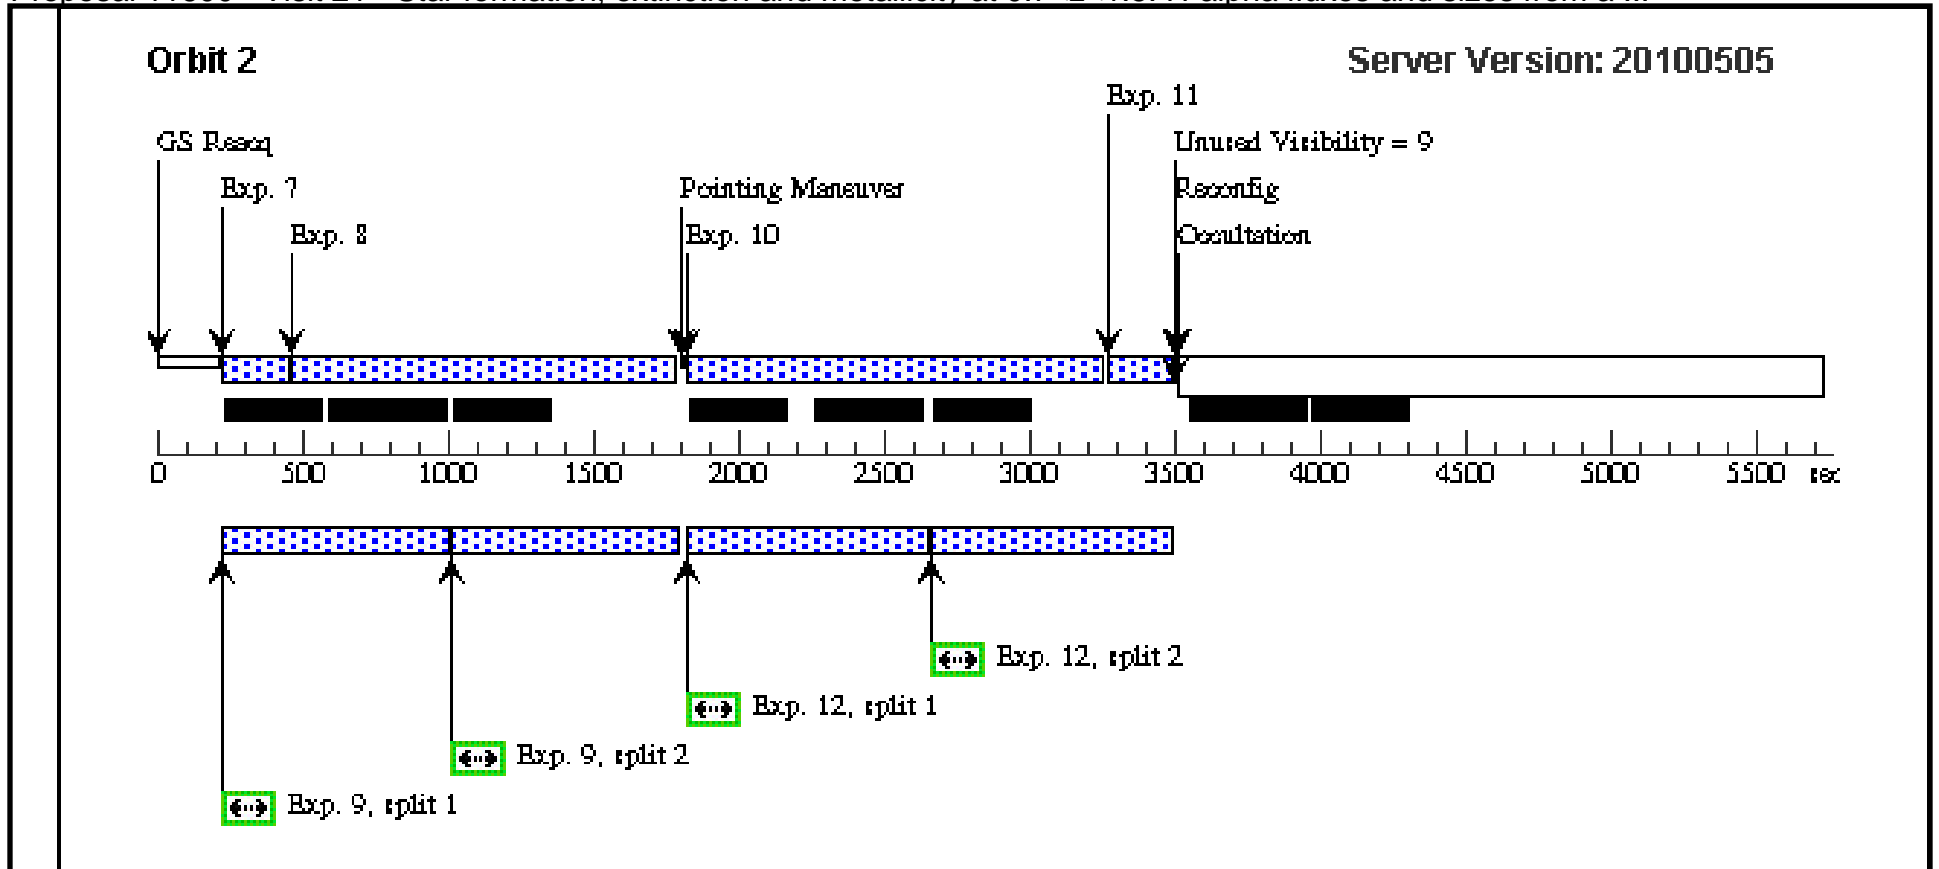 Orbit 2
Server Version: 20100505
Exp. 11
GS Reacq
Unused Visibility = 9
Exp. 7
Pointing Maneuver
Reconfig
Exp. 8
Exp. 10
Occultation
0 500 1000 1500 2000 2500 3000 3500 4000 4500 5000 5500 sec
Exp. 12, split 2
Exp. 12, split 1
Exp. 9, split 2
Exp. 9, split 1